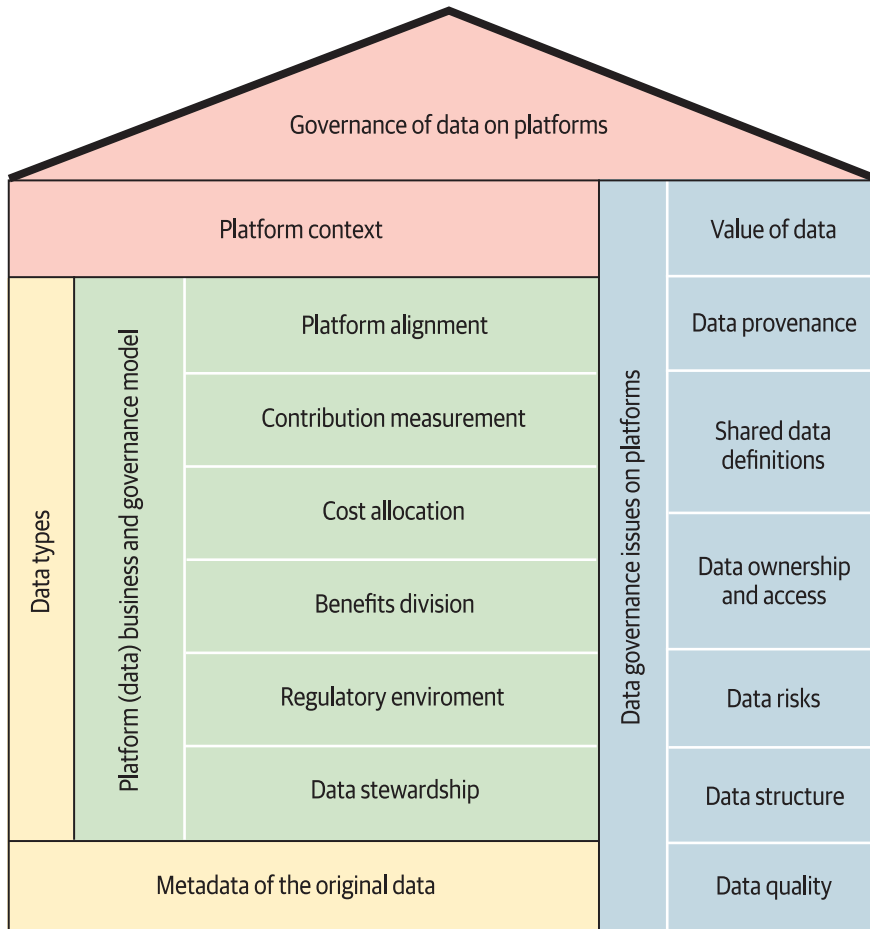 Governance of data on platforms
Platform context
Data types
Platform (data) business and governance model
Platform alignment
Contribution measurement
Cost allocation
Benefits division
Regulatory enviroment
Data stewardship
Metadata of the original data
Data governance issues on platforms
Value of data
Data provenance
Shared data
definitions
Data ownership
and access
Data risks
Data structure
Data quality